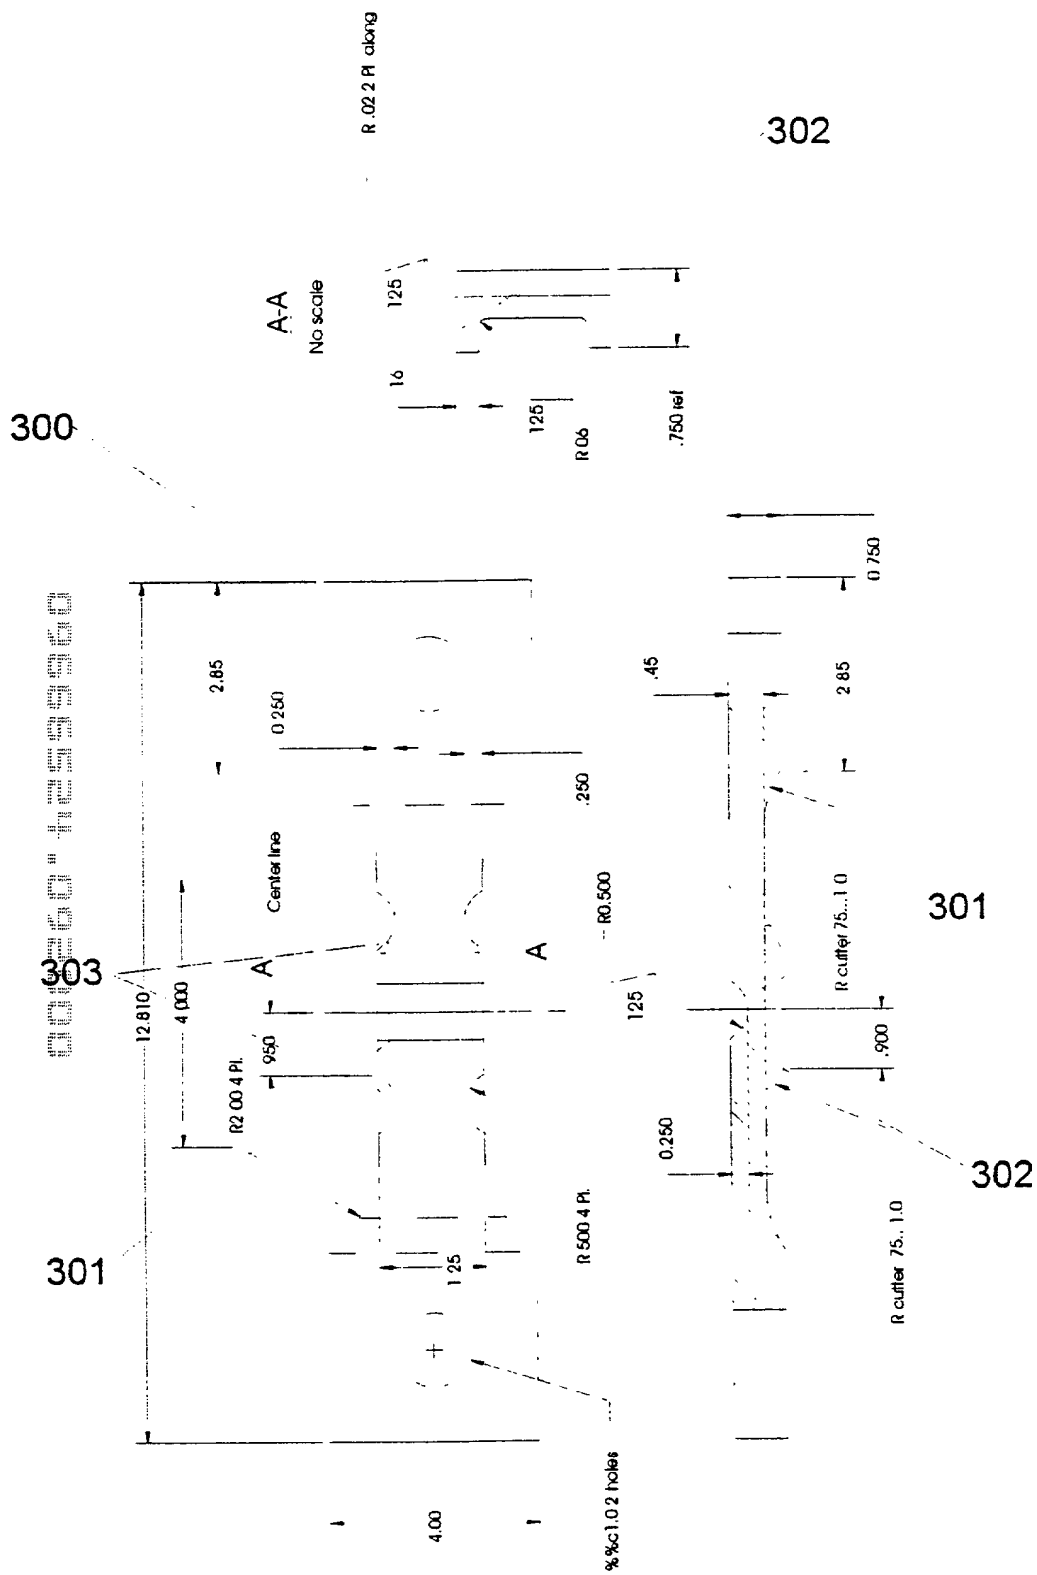 R .02 2 Pl along
302
A-A
No scale
125
16
125
R 06
.750 ref
300
12.810
2.85
0.250
.250
Center line
4 000
303
A
A
950
R2 00 4 Pl.
R0.500
301
1 25
R 500 4 Pl.
%%c1.0 2 holes
4.00
0 750
.45
2 85
R cutter 75...1 0
301
125
.900
0.250
302
R cutter 75.. 1.0